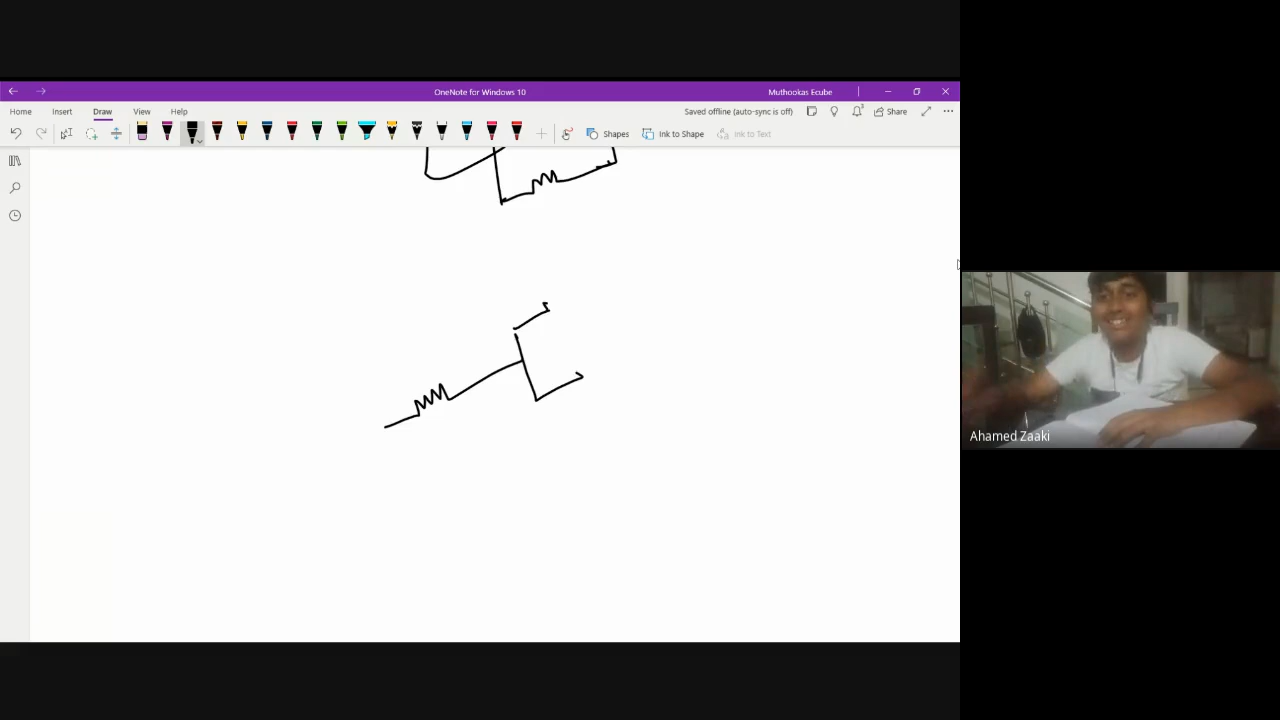 OneNote for Windows 10
Muthookas Ecube
Home Insert Draw View Help
Saved offline (auto-sync is off)
Share
Shapes
Ink to Shape
Ink to Text
Ahamed Zaaki